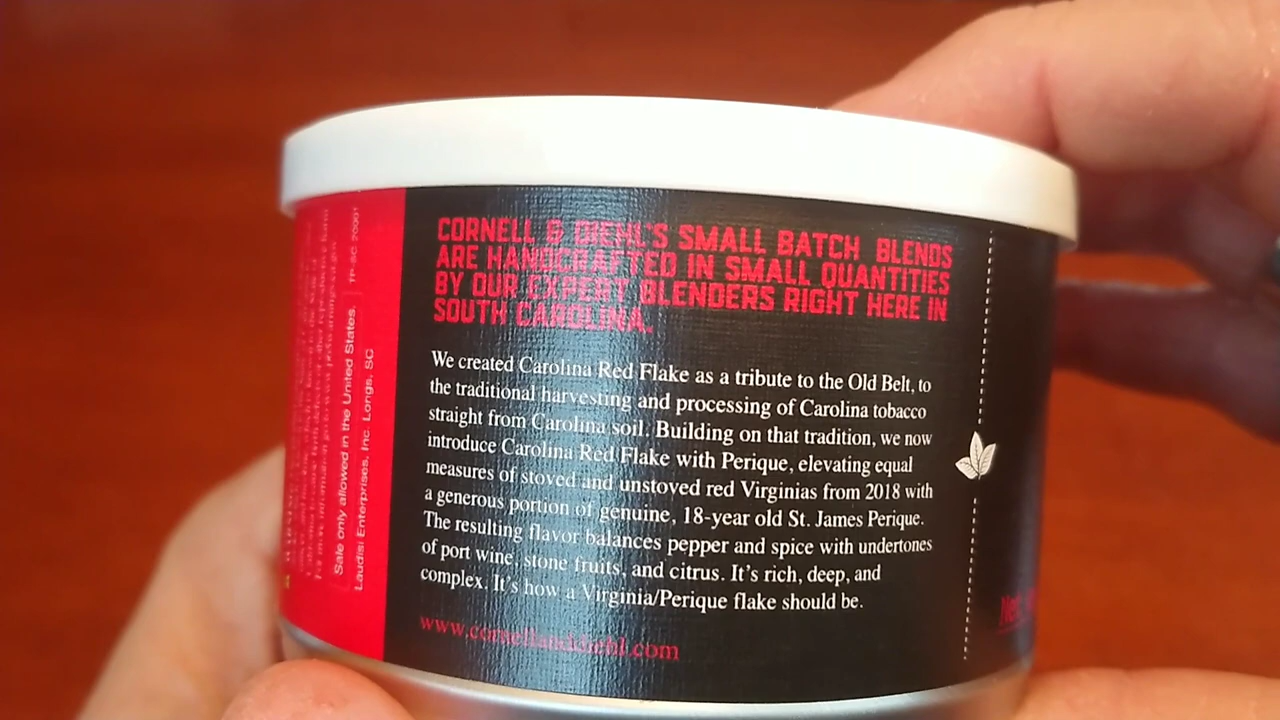 CORNELL & DIEHL'S SMALL BATCH BLENDS
ARE HANDCRAFTED IN SMALL QUANTITIES
BY OUR EXPERT BLENDERS RIGHT HERE IN
SOUTH CAROLINA.
We created Carolina Red Flake as a tribute to the Old Belt, to
the traditional harvesting and processing of Carolina tobacco
straight from Carolina soil. Building on that tradition, we now
introduce Carolina Red Flake with Perique, elevating equal
measures of stoved and unstoved red Virginias from 2018 with
a generous portion of genuine, 18-year old St. James Perique.
The resulting flavor balances pepper and spice with undertones
of port wine, stone fruits, and citrus. It's rich, deep, and
complex. It's how a Virginia/Perique flake should be.
www.cornellanddiehl.com
Sale only allowed in the United States.
TP-SC-20001
Laudisi Enterprises, Inc. Longs, SC